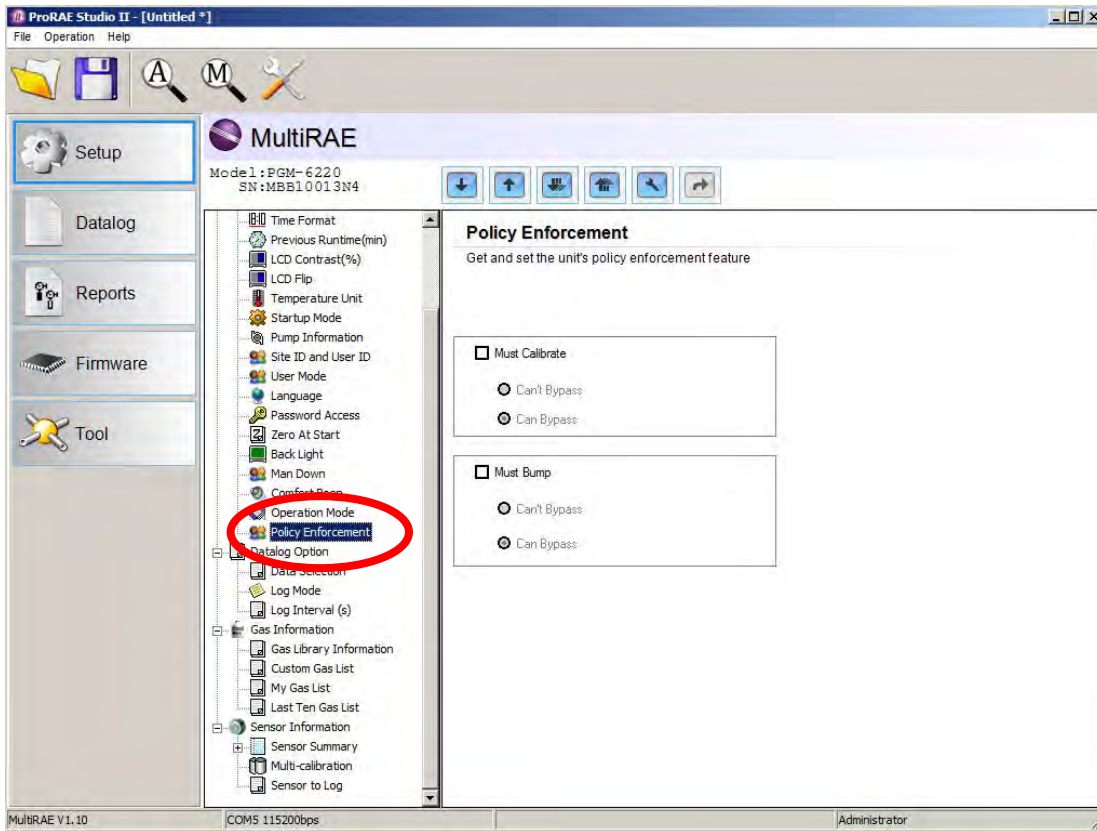 ProRAE Studio II - [Untitled *]
File Operation Help
A
M
Setup
Datalog
Reports
Firmware
Tool
MultiRAE
Model:PGM-6220
SN:MBB10013N4
Time Format
Previous Runtime(min)
LCD Contrast(%)
LCD Flip
Temperature Unit
Startup Mode
Pump Information
Site ID and User ID
User Mode
Language
Password Access
Zero At Start
Back Light
Man Down
Comfort Beep
Operation Mode
Policy Enforcement
Datalog Option
Data Selection
Log Mode
Log Interval (s)
Gas Information
Gas Library Information
Custom Gas List
My Gas List
Last Ten Gas List
Sensor Information
Sensor Summary
Multi-calibration
Sensor to Log
Policy Enforcement
Get and set the unit's policy enforcement feature
Must Calibrate
Can't Bypass
Can Bypass
Must Bump
Can't Bypass
Can Bypass
MultiRAE V1.10 COM5 115200bps Administrator